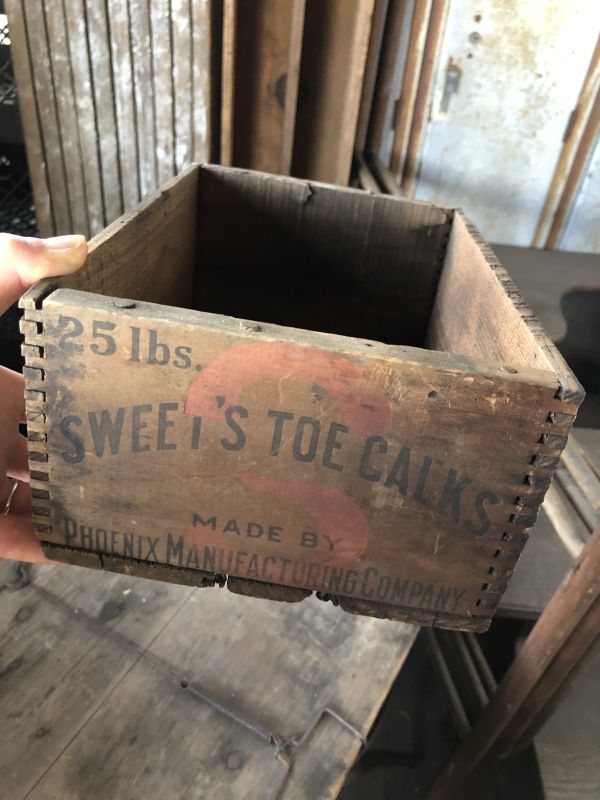 25 lbs.
S
SWEET'S TOE CALKS
MADE BY
PHOENIX MANUFACTURING COMPANY